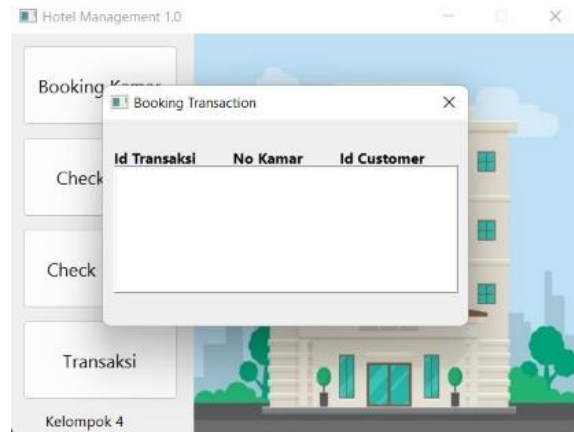 Hotel Management 1.0
Booking
Booking Transaction
Id Transaksi No Kamar Id Customer
Check
Check
Transaksi
Kelompok 4